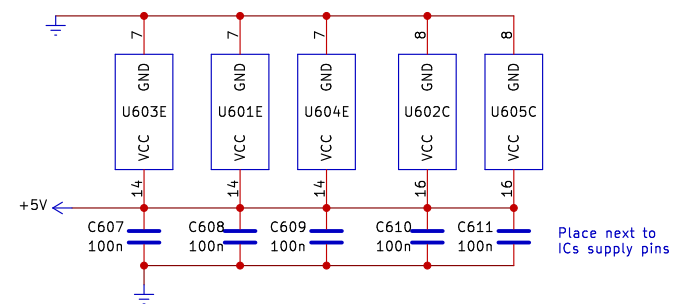 7 7 7 8 8
GND GND GND GND GND
U603E U601E U604E U602C U605C
VCC VCC VCC VCC VCC
14 14 14 16 16
+5V
C607 C608 C609 C610 C611
100n 100n 100n 100n 100n
Place next to
ICs supply pins